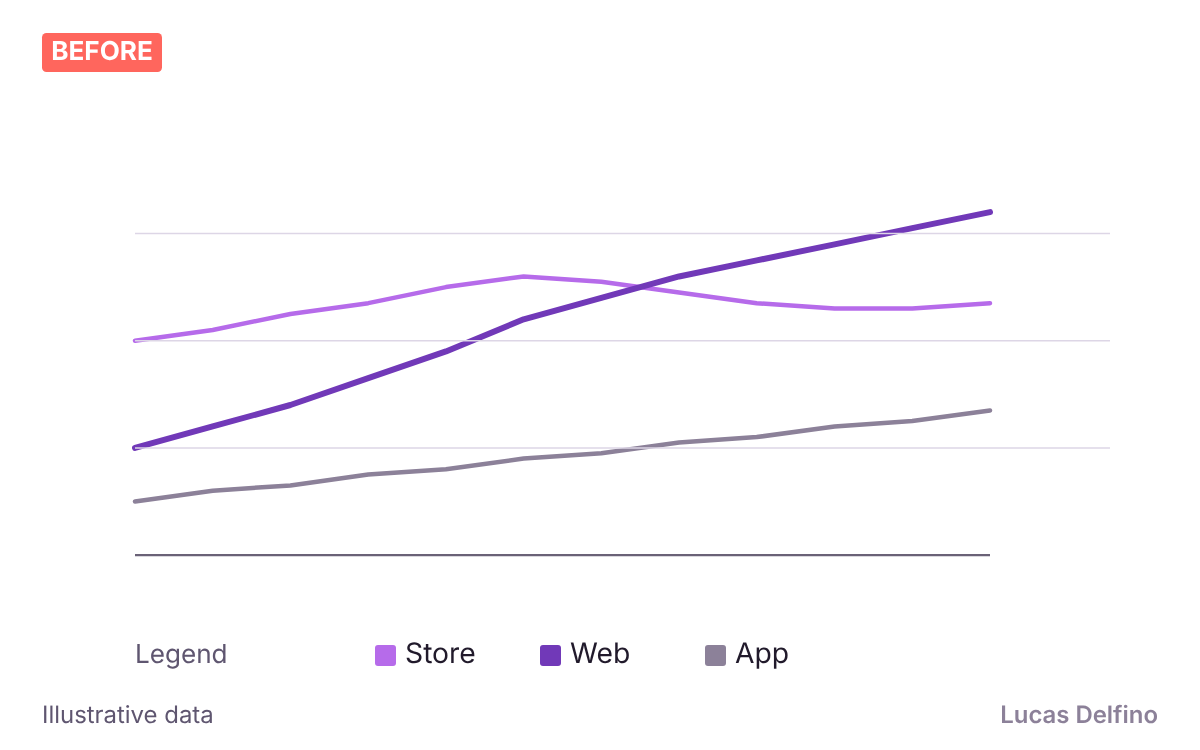 BEFORE
Legend Store Web App
Illustrative data
Lucas Delfino